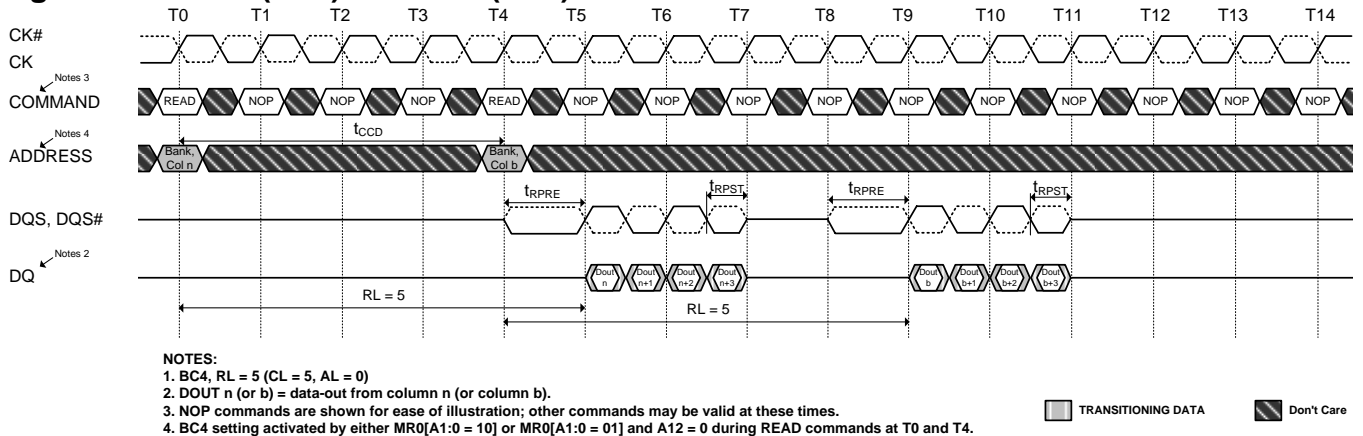 T0 T1 T2 T3 T4 T5 T6 T7 T8 T9 T10 T11 T12 T13 T14
CK#
CK
Notes 3
COMMAND READ NOP NOP NOP READ NOP NOP NOP NOP NOP NOP NOP NOP NOP NOP
tCCD
Notes 4
ADDRESS
Bank, Col n
Bank, Col b
tRPRE tRPST tRPRE tRPST
DQS, DQS#
Notes 2
DQ
Dout n Dout n+1 Dout n+2 Dout n+3 Dout b Dout b+1 Dout b+2 Dout b+3
RL = 5
RL = 5
NOTES:
1. BC4, RL = 5 (CL = 5, AL = 0)
2. DOUT n (or b) = data-out from column n (or column b).
3. NOP commands are shown for ease of illustration; other commands may be valid at these times.
4. BC4 setting activated by either MR0[A1:0 = 10] or MR0[A1:0 = 01] and A12 = 0 during READ commands at T0 and T4.
TRANSITIONING DATA
Don't Care